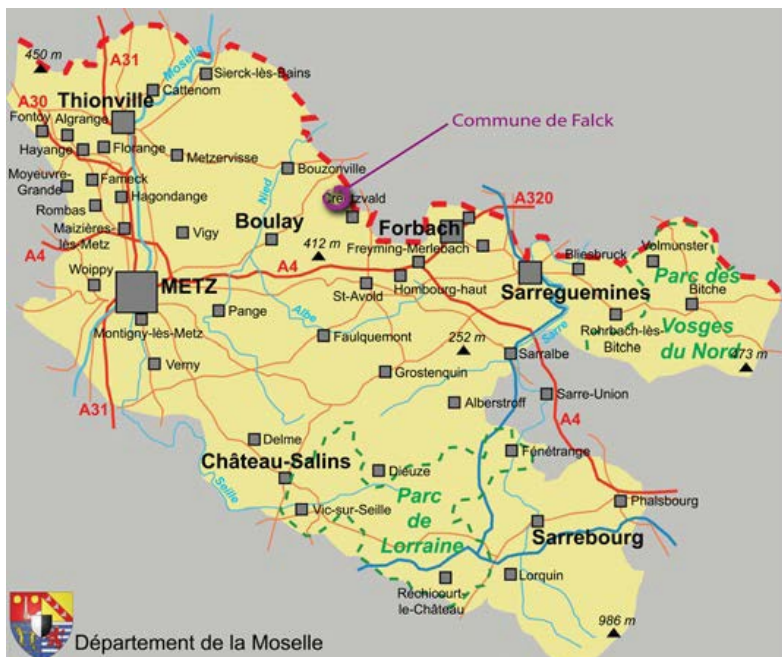 450 m
A31
Moselle
Sierck-lès-Bains
Cattenom
A30
Thionville
Fontoy
Algrange
Hayange
Florange
Metzervisse
Commune de Falck
Bouzonville
Moyeuvre-
Grande
Fameck
Hagondange
Nied
Rombas
Maizières-
lès-Metz
Vigy
Boulay
412 m
Forbach
A320
Freyming-Merlebach
Bliesbruck
Volmunster
Parc des
Vosges
du Nord
Bitche
A4
Woippy
METZ
A4
St-Avold
Hombourg-haut
Sarreguemines
Rohrbach-lès
Bitche
Montigny-lès-Metz
Pange
Albe
Faulquemont
252 m
Sarre
473 m
Verny
Grostenquin
Sarralbe
A31
Alberstroff
Sarre-Union
A4
Delme
Château-Salins
Dieuze
Fénétrange
Seille
Vic-sur-Seille
Parc
de
Lorraine
Phalsbourg
Sarrebourg
Réchicourt
le-Château
Lorquin
986 m
Département de la Moselle